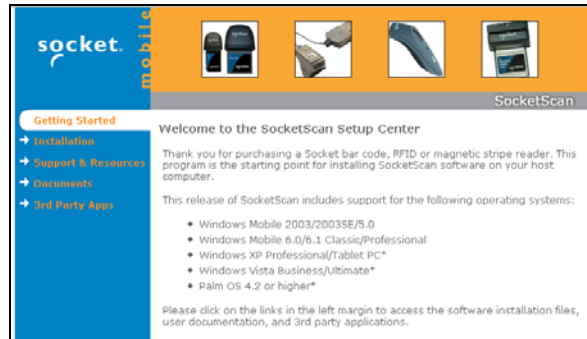 socket.
mobile
SocketScan
Getting Started
Installation
Support & Resources
Documents
3rd Party Apps
Welcome to the SocketScan Setup Center
Thank you for purchasing a Socket bar code, RFID or magnetic stripe reader. This
program is the starting point for installing SocketScan software on your host
computer.
This release of SocketScan includes support for the following operating systems:
Windows Mobile 2003/2003SE/5.0
Windows Mobile 6.0/6.1 Classic/Professional
Windows XP Professional/Tablet PC*
Windows Vista Business/Ultimate*
Palm OS 4.2 or higher*
Please click on the links in the left margin to access the software installation files,
user documentation, and 3rd party applications.